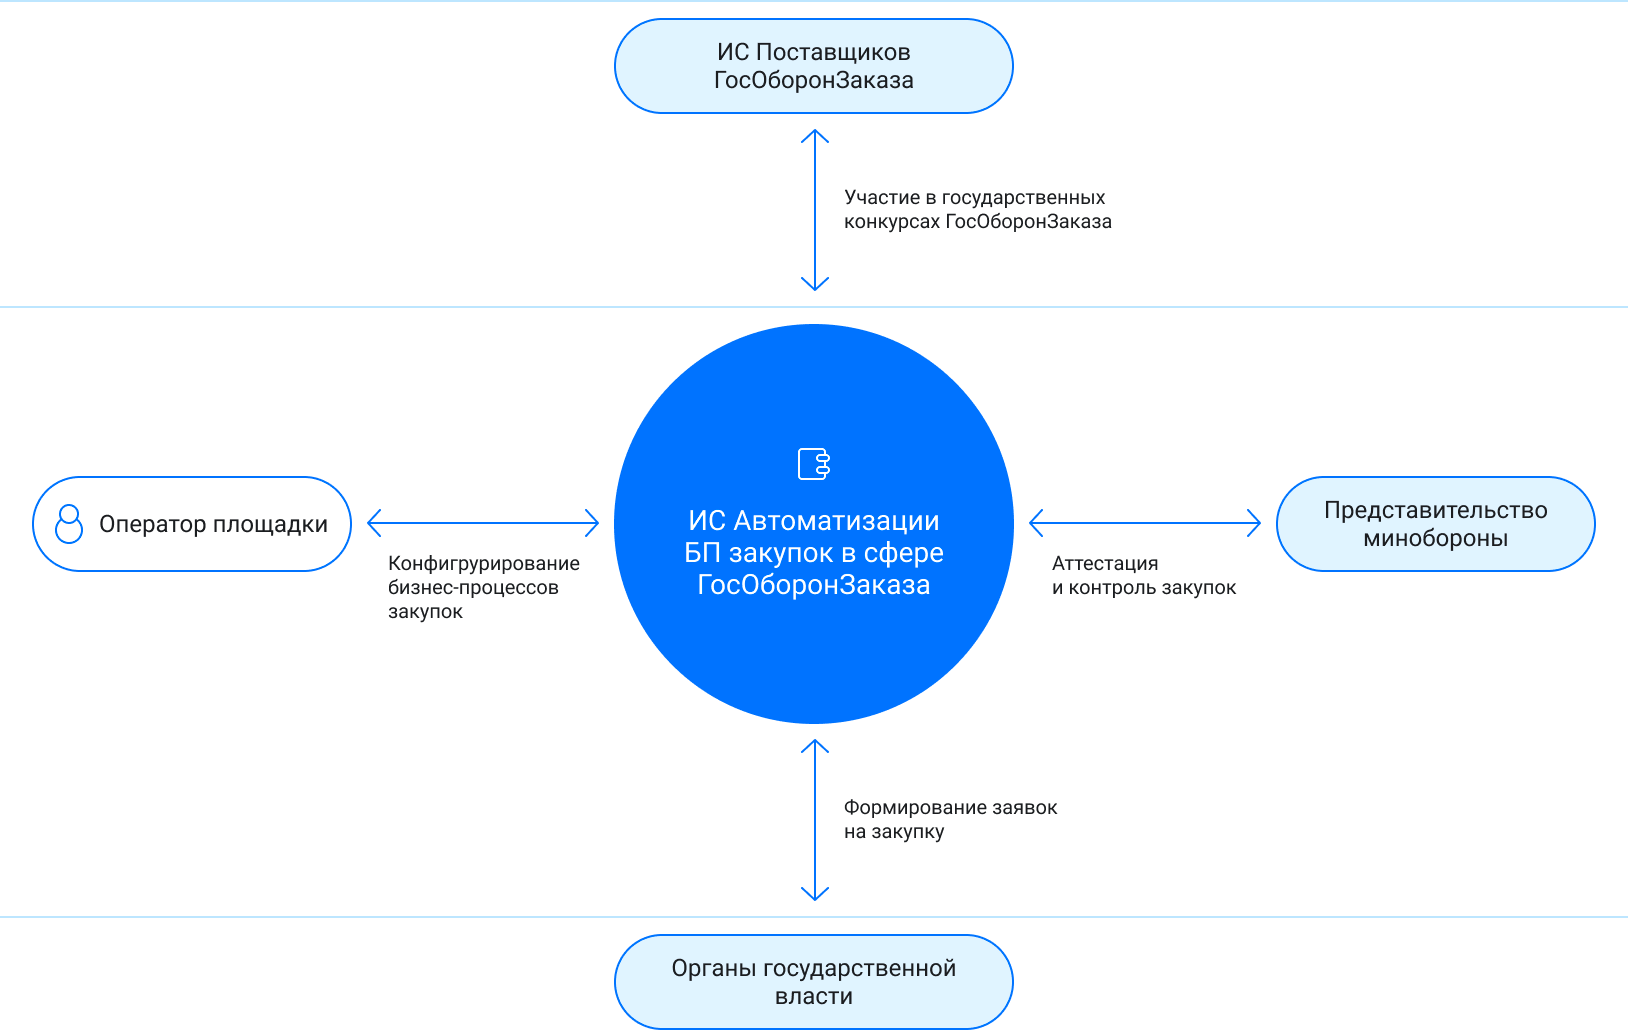 ИС Поставщиков
ГосОборонЗаказа
Участие в государственных
конкурсах ГосОборонЗаказа
Оператор площадки
Конфигрурирование
бизнес-процессов
закупок
ИС Автоматизации
БП закупок в сфере
ГосОборонЗаказа
Аттестация
и контроль закупок
Представительство
минобороны
Формирование заявок
на закупку
Органы государственной
власти